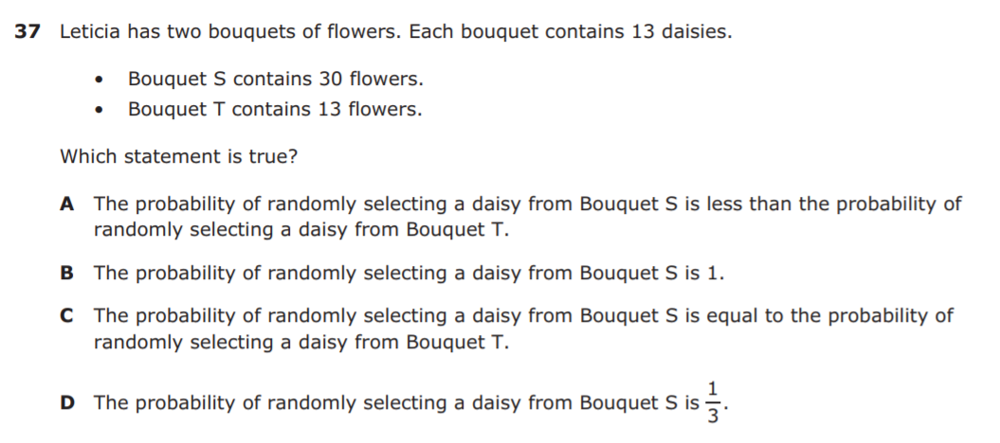 37 Leticia has two bouquets of flowers. Each bouquet contains 13 daisies.
• Bouquet S contains 30 flowers.
• Bouquet T contains 13 flowers.
Which statement is true?
A The probability of randomly selecting a daisy from Bouquet S is less than the probability of
randomly selecting a daisy from Bouquet T.
B The probability of randomly selecting a daisy from Bouquet S is 1.
C The probability of randomly selecting a daisy from Bouquet S is equal to the probability of
randomly selecting a daisy from Bouquet T.
D The probability of randomly selecting a daisy from Bouquet S is 1/3.